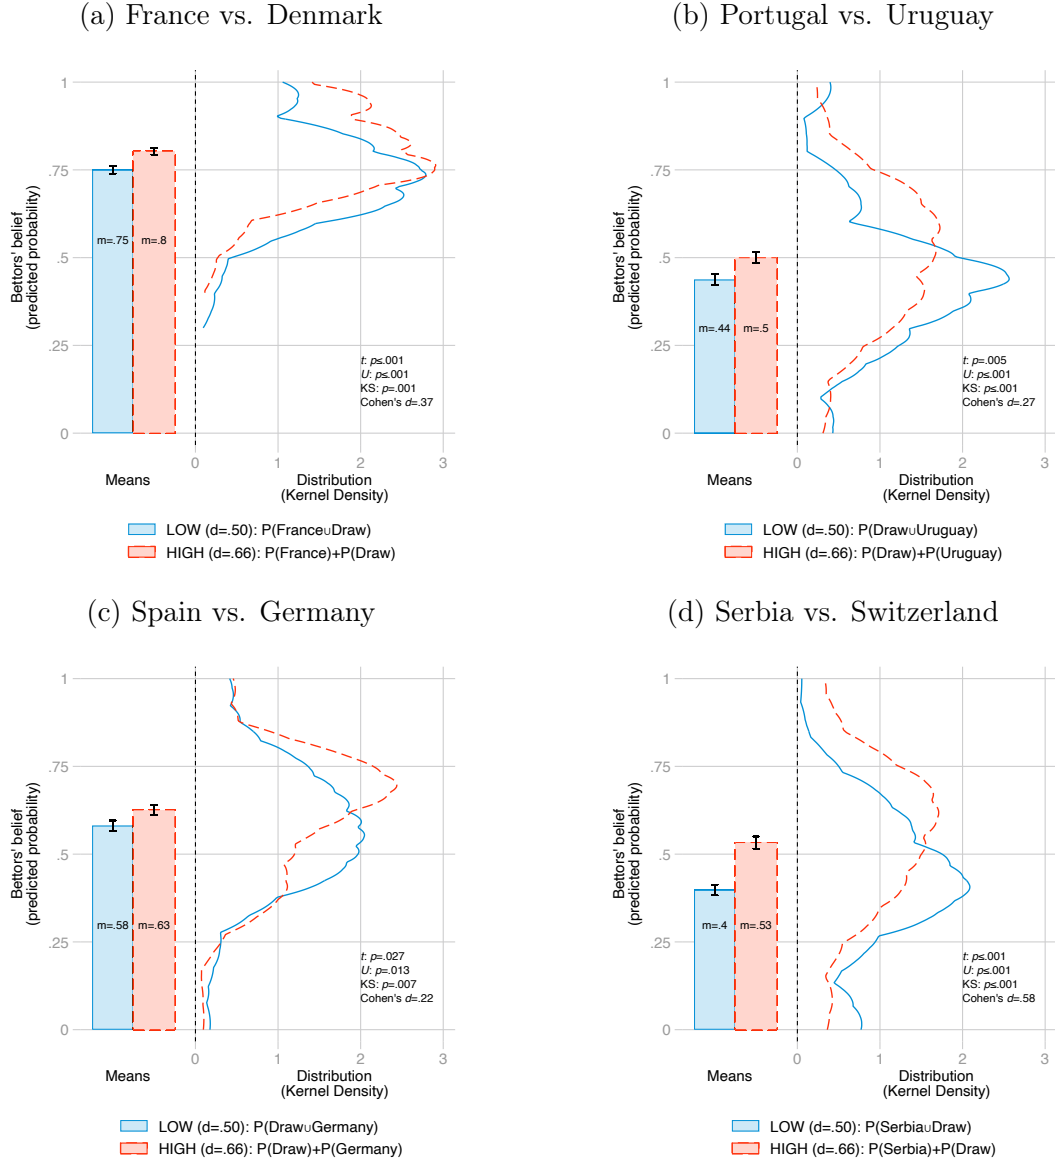 (a) France vs. Denmark
Bettors' belief
(predicted probability)
1
.75
.5
.25
0
m=.75
m=.8
t: p≤.001
U: p≤.001
KS: p=.001
Cohen's d=.37
0
1
2
3
Means
Distribution
(Kernel Density)
LOW (d=.50): P(France∪Draw)
HIGH (d=.66): P(France)+P(Draw)
(b) Portugal vs. Uruguay
Bettors' belief
(predicted probability)
1
.75
.5
.25
0
m=.44
m=.5
t: p=.005
U: p≤.001
KS: p≤.001
Cohen's d=.27
0
1
2
3
Means
Distribution
(Kernel Density)
LOW (d=.50): P(Draw∪Uruguay)
HIGH (d=.66): P(Draw)+P(Uruguay)
(c) Spain vs. Germany
Bettors' belief
(predicted probability)
1
.75
.5
.25
0
m=.58
m=.63
t: p=.027
U: p=.013
KS: p=.007
Cohen's d=.22
0
1
2
3
Means
Distribution
(Kernel Density)
LOW (d=.50): P(Draw∪Germany)
HIGH (d=.66): P(Draw)+P(Germany)
(d) Serbia vs. Switzerland
Bettors' belief
(predicted probability)
1
.75
.5
.25
0
m=.4
m=.53
t: p≤.001
U: p≤.001
KS: p≤.001
Cohen's d=.58
0
1
2
3
Means
Distribution
(Kernel Density)
LOW (d=.50): P(Serbia∪Draw)
HIGH (d=.66): P(Serbia)+P(Draw)